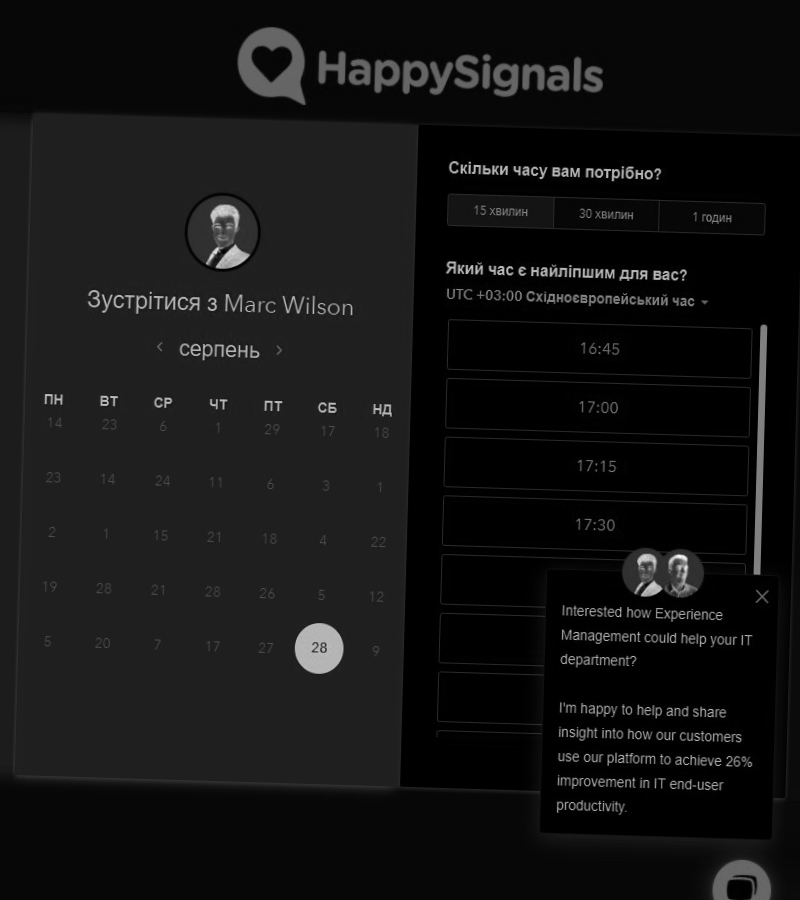 HappySignals
Зустрітися з Marc Wilson
серпень
ПН ВТ СР ЧТ ПТ СБ НД
14 23 6 1 29 17 18
23 14 24 11 6 3 1
2 1 15 21 18 4 22
19 28 21 28 26 5 12
5 20 7 17 27 28 9
Скільки часу вам потрібно?
15 хвилин 30 хвилин 1 годин
Який час є найліпшим для вас?
UTC +03:00 Східноєвропейський час
16:45
17:00
17:15
17:30
Interested how Experience
Management could help your IT
department?
I'm happy to help and share
insight into how our customers
use our platform to achieve 26%
improvement in IT end-user
productivity.